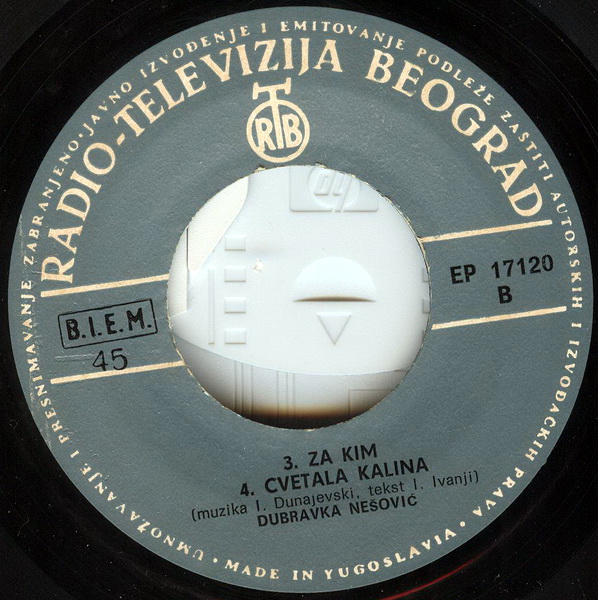 UMNOŽAVANJE I PRESNIMAVANJE ZABRANJENO·JAVNO IZVOĐENJE I EMITOVANJE PODLEŽE ZAŠTITI AUTORSKIH I IZVOĐAČKIH PRAVA·
RADIO-TELEVIZIJA BEOGRAD
RTB
hp
B.I.E.M.
45
EP 17120
B
3. ZA KIM
4. CVETALA KALINA
(muzika I. Dunajevski, tekst I. Ivanji)
DUBRAVKA NEŠOVIĆ
·MADE IN YUGOSLAVIA·